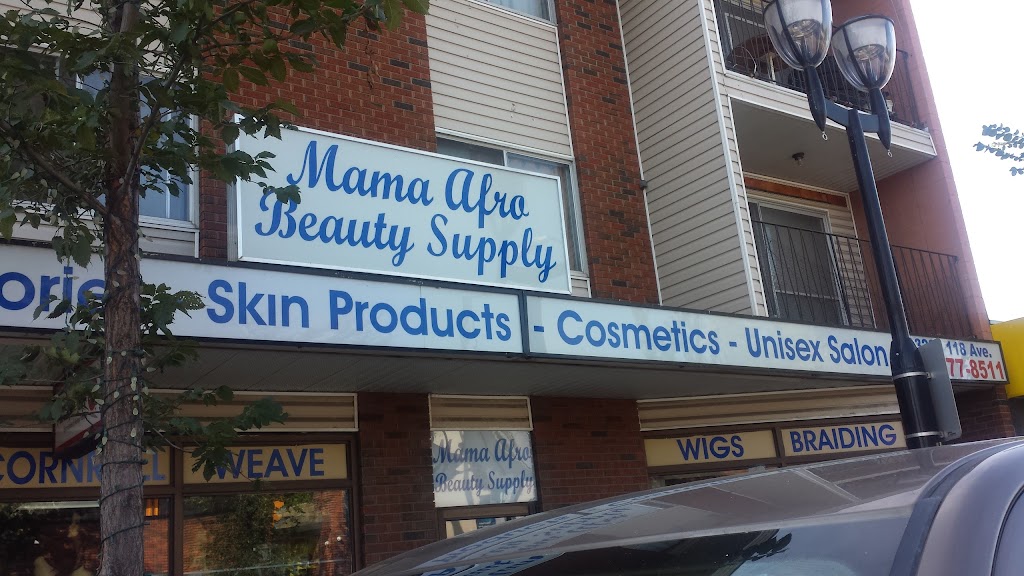 Mama Afro
Beauty Supply
Skin Products - Cosmetics - Unisex Salon
118 Ave.
77-8511
WEAVE
Mama Afro
Beauty Supply
WIGS
BRAIDING